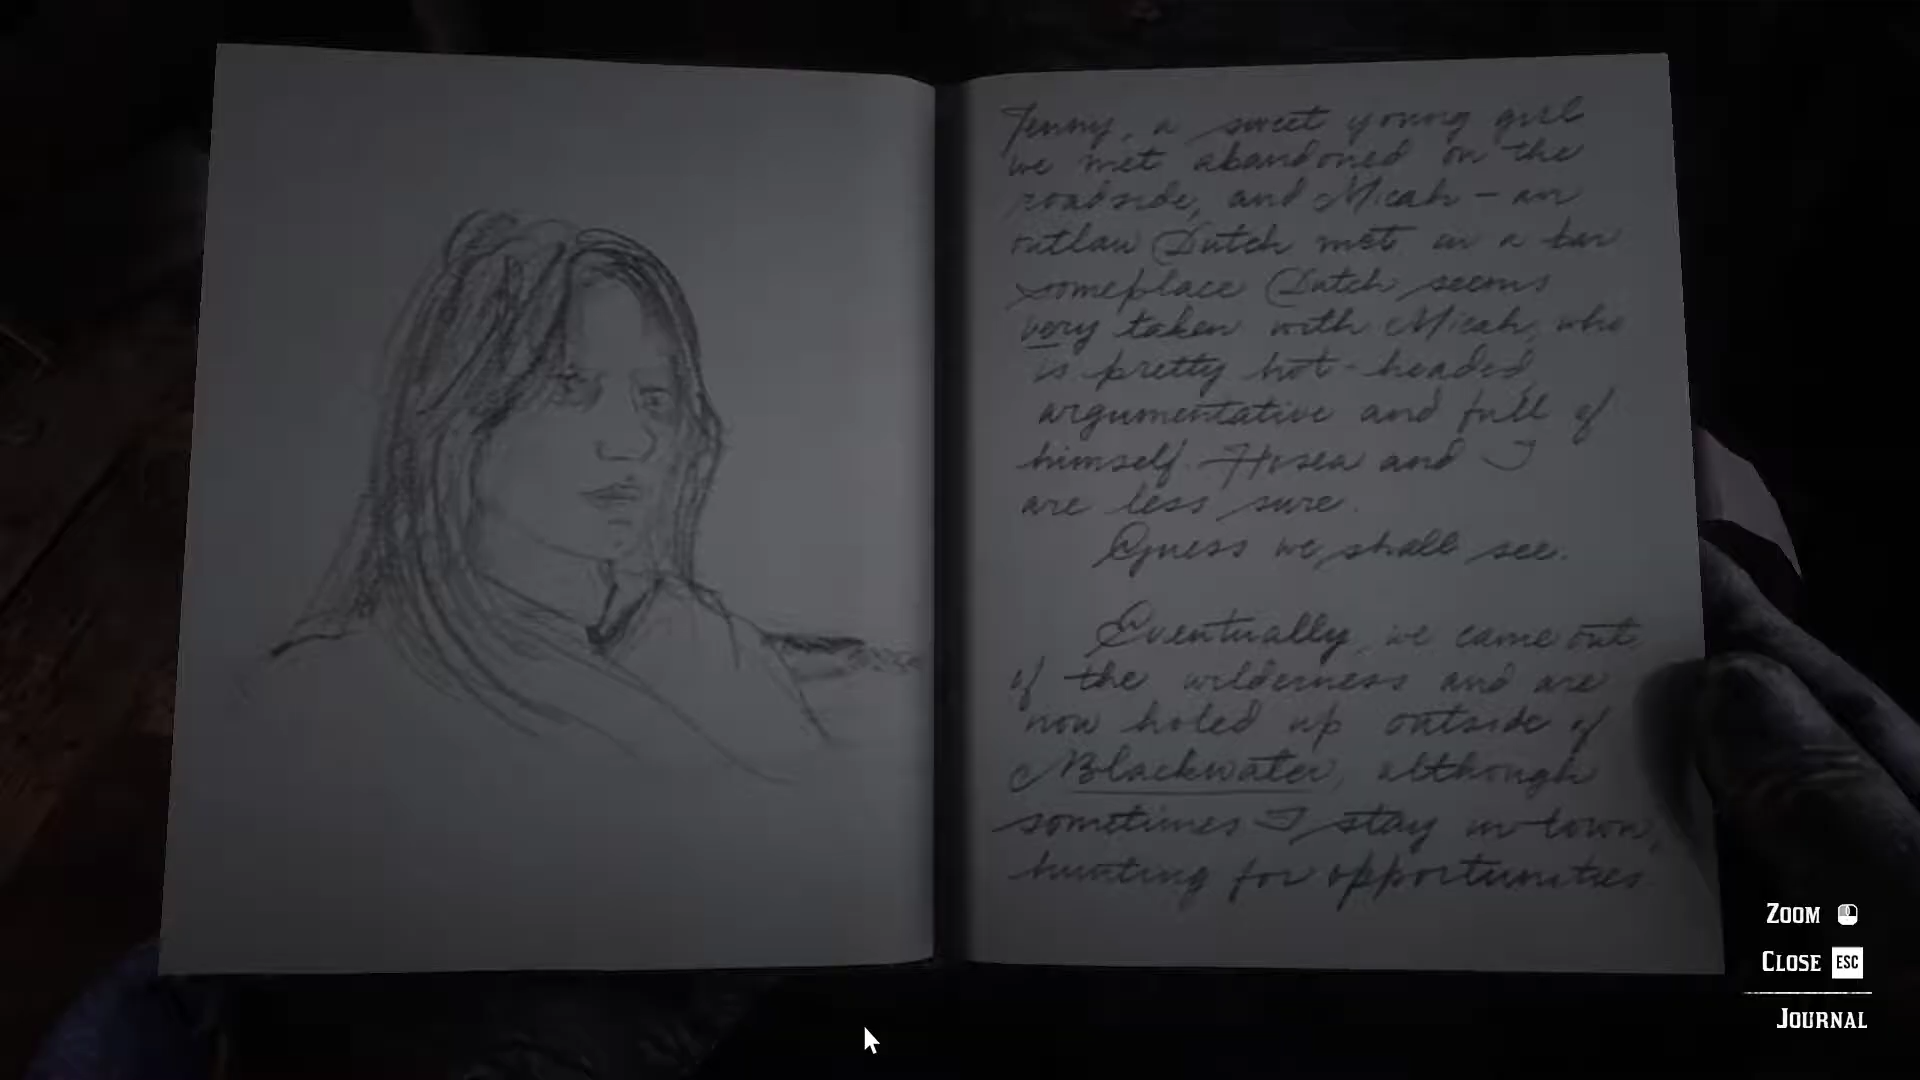 Jenny, a sweet young girl
we met abandoned on the
roadside, and Micah - an
outlaw Dutch met in a bar
someplace Dutch seems
very taken with Micah, who
is pretty hot-headed,
argumentative and full of
himself. Hosea and I
are less sure.
Guess we shall see.
Eventually, we came out
of the wilderness and are
now holed up outside of
Blackwater, although
sometimes I stay in town,
hunting for opportunities
ZOOM
CLOSE ESC
JOURNAL